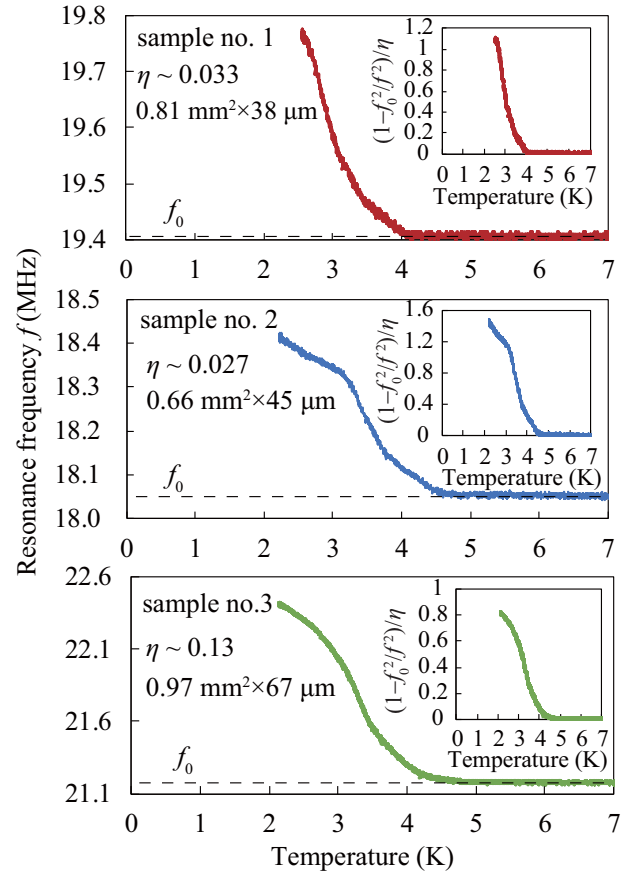 Resonance frequency f (MHz)
19.8
19.7
19.6
19.5
19.4
sample no. 1
η ~ 0.033
0.81 mm²×38 μm
f₀
0 1 2 3 4 5 6 7
(1–f₀²/f²)/η
1.2
1
0.8
0.6
0.4
0.2
0
0 1 2 3 4 5 6 7
Temperature (K)
18.5
18.4
18.3
18.2
18.1
18.0
sample no. 2
η ~ 0.027
0.66 mm²×45 μm
f₀
0 1 2 3 4 5 6 7
(1–f₀²/f²)/η
1.6
1.2
0.8
0.4
0
0 1 2 3 4 5 6 7
Temperature (K)
22.6
22.1
21.6
21.1
sample no.3
η ~ 0.13
0.97 mm²×67 μm
f₀
0 1 2 3 4 5 6 7
(1–f₀²/f²)/η
1
0.8
0.6
0.4
0.2
0
0 1 2 3 4 5 6 7
Temperature (K)
Temperature (K)